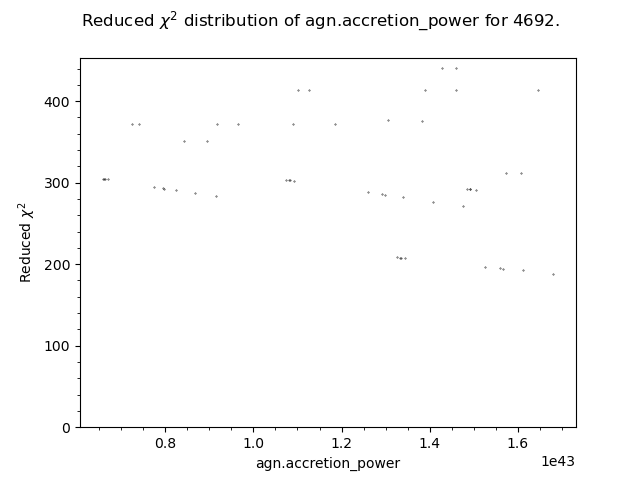 Reduced χ² distribution of agn.accretion_power for 4692.
400
300
200
100
0
Reduced χ²
0.8 1.0 1.2 1.4 1.6
1e43
agn.accretion_power